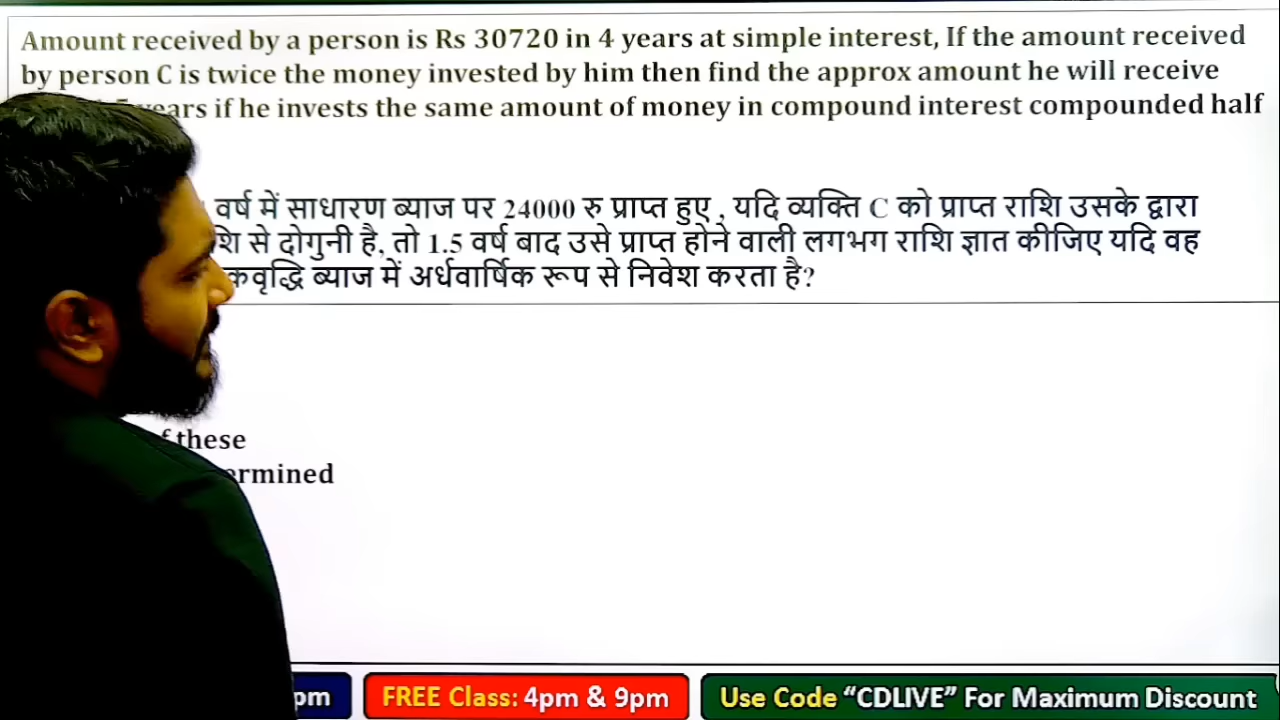 Amount received by a person is Rs 30720 in 4 years at simple interest, If the amount received
by person C is twice the money invested by him then find the approx amount he will receive
years if he invests the same amount of money in compound interest compounded half
वर्ष में साधारण ब्याज पर 24000 रु प्राप्त हुए , यदि व्यक्ति C को प्राप्त राशि उसके द्वारा
से दोगुनी है, तो 1.5 वर्ष बाद उसे प्राप्त होने वाली लगभग राशि ज्ञात कीजिए यदि वह
ब्याज में अर्धवार्षिक रूप से निवेश करता है?
these
pm
FREE Class: 4pm & 9pm
Use Code “CDLIVE” For Maximum Discount